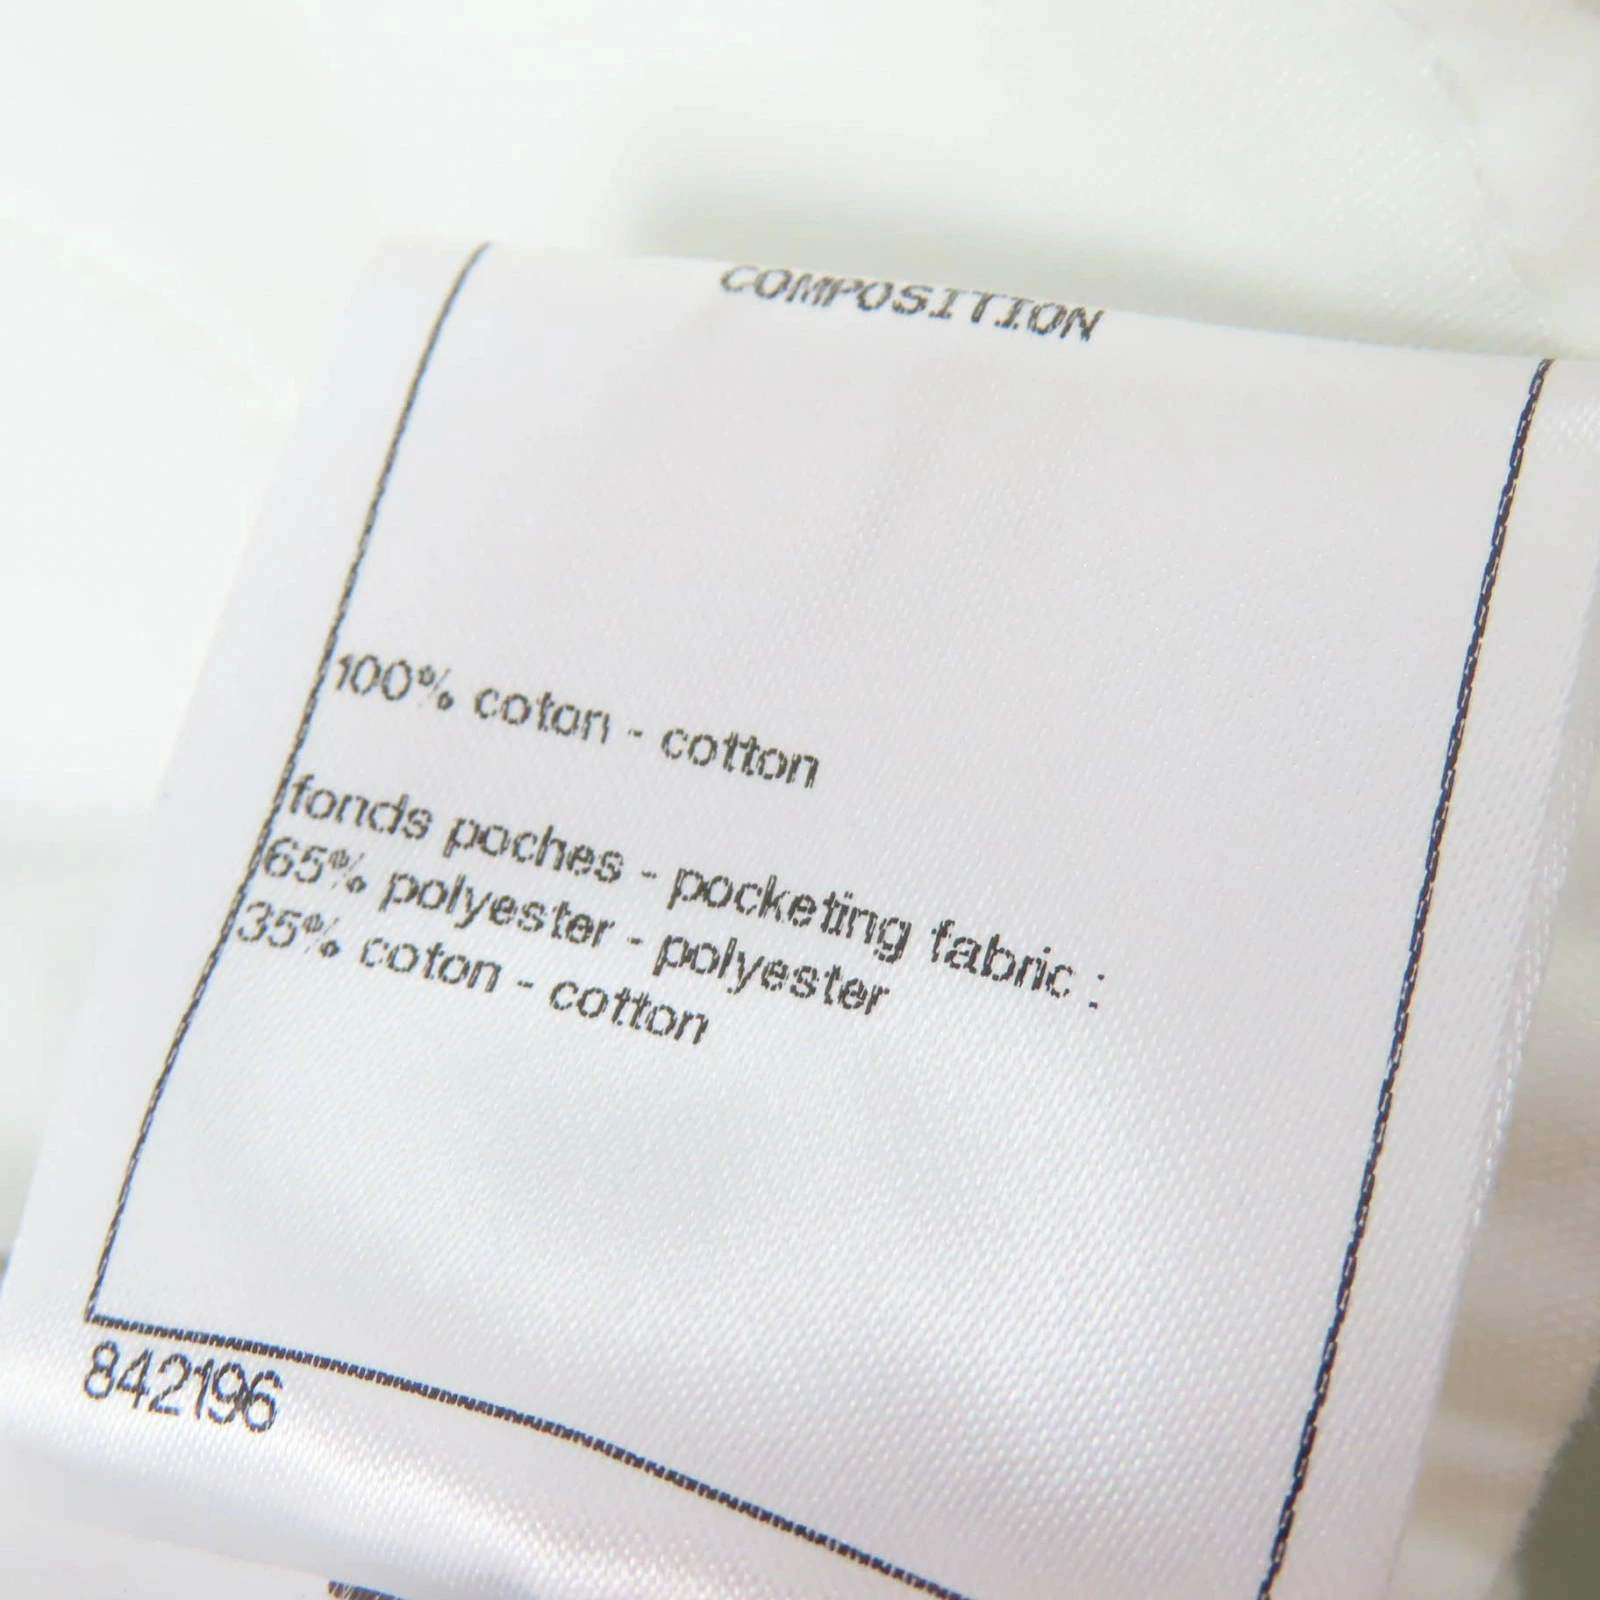 COMPOSITION
100% coton - cotton
fonds poches - pocketing fabric :
65% polyester - polyester
35% coton - cotton
842196